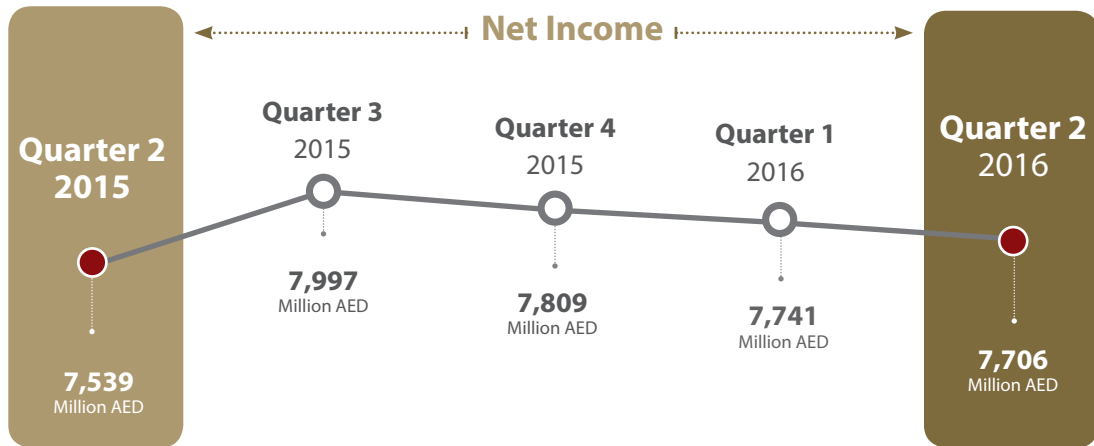 Net Income
Quarter 2
2015
7,539
Million AED
Quarter 3
2015
7,997
Million AED
Quarter 4
2015
7,809
Million AED
Quarter 1
2016
7,741
Million AED
Quarter 2
2016
7,706
Million AED